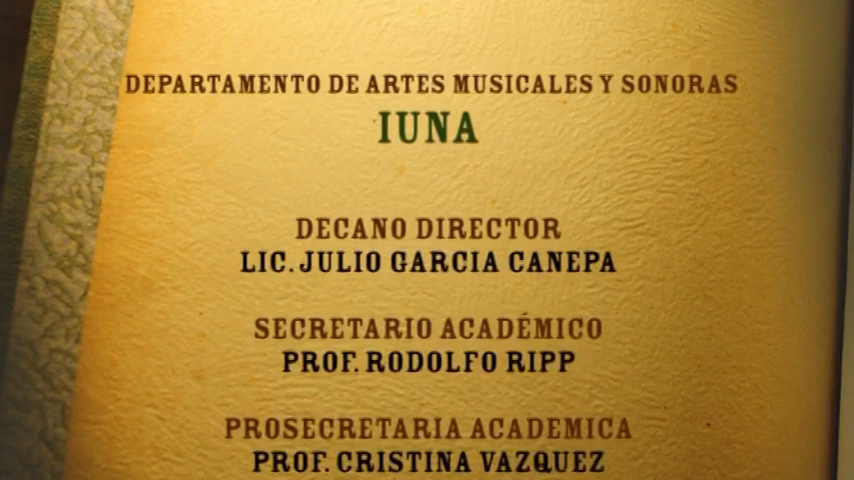 DEPARTAMENTO DE ARTES MUSICALES Y SONORAS
IUNA
DECANO DIRECTOR
LIC. JULIO GARCIA CANEPA
SECRETARIO ACADÉMICO
PROF. RODOLFO RIPP
PROSECRETARIA ACADEMICA
PROF. CRISTINA VAZQUEZ